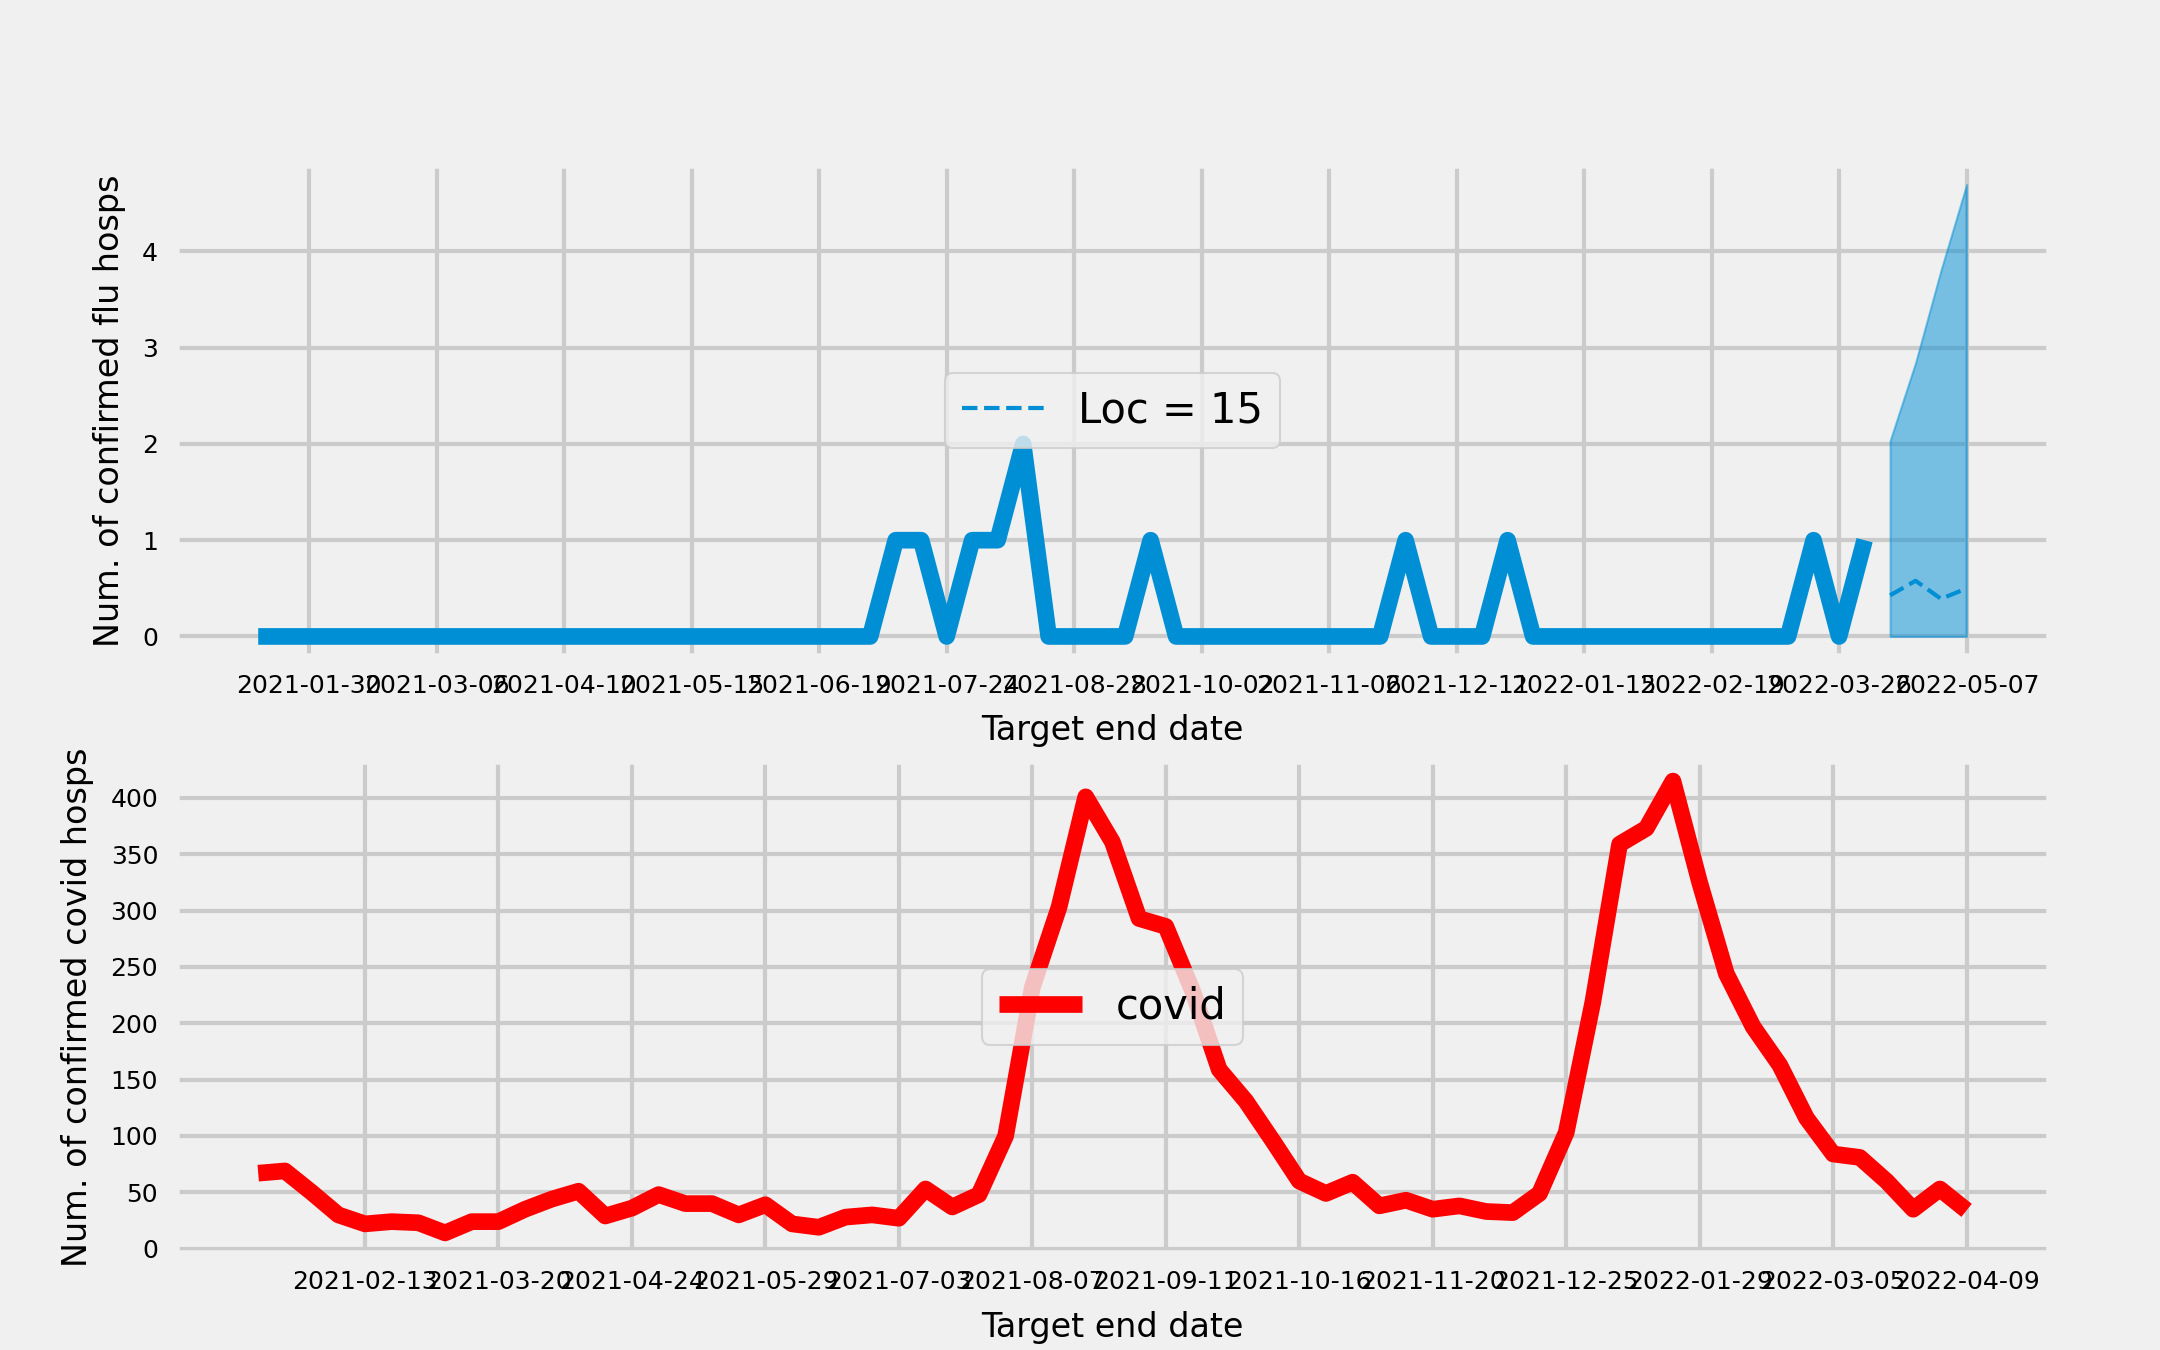 Num. of confirmed flu hosps
4
3
2
1
0
Loc = 15
2021-01-30 2021-03-06 2021-04-10 2021-05-15 2021-06-19 2021-07-24 2021-08-28 2021-10-02 2021-11-06 2021-12-11 2022-01-15 2022-02-19 2022-03-26 2022-05-07
Target end date
Num. of confirmed covid hosps
400
350
300
250
200
150
100
50
0
covid
2021-02-13 2021-03-20 2021-04-24 2021-05-29 2021-07-03 2021-08-07 2021-09-11 2021-10-16 2021-11-20 2021-12-25 2022-01-29 2022-03-05 2022-04-09
Target end date